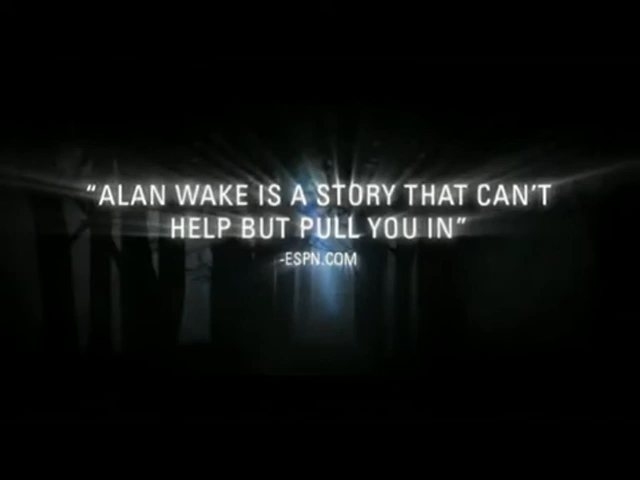 “ALAN WAKE IS A STORY THAT CAN'T
HELP BUT PULL YOU IN”
-ESPN.COM